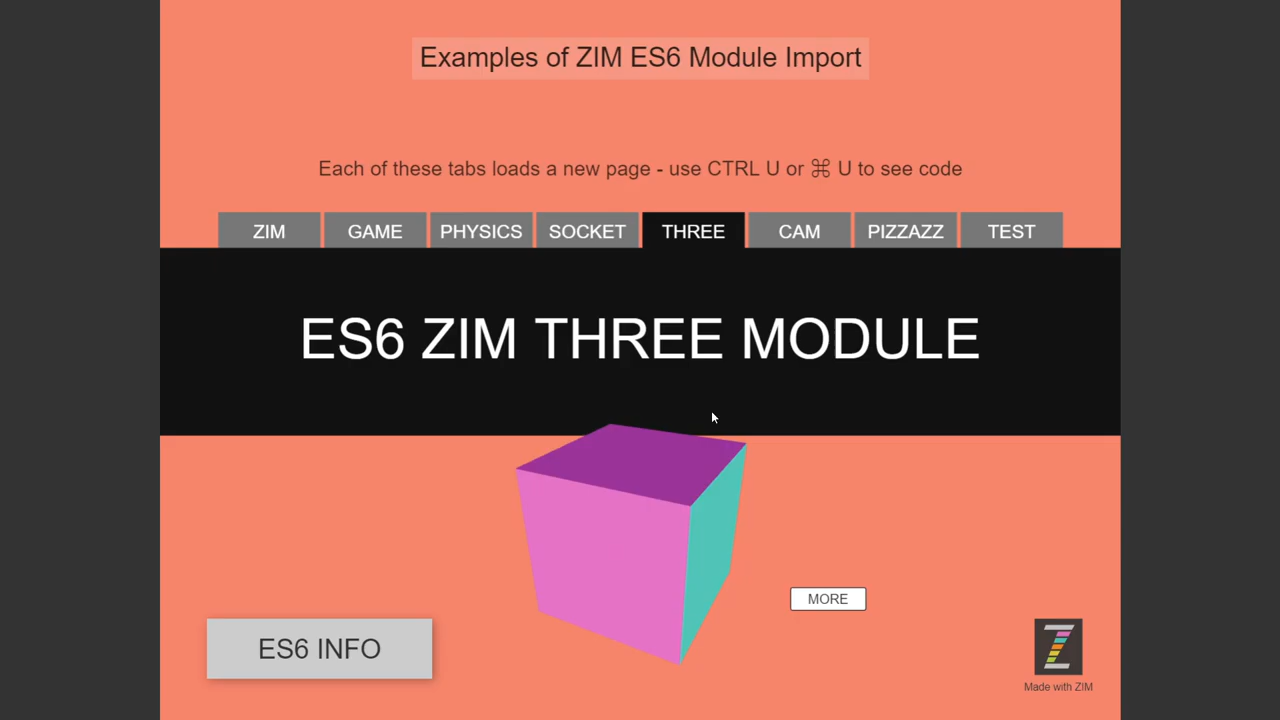 Examples of ZIM ES6 Module Import
Each of these tabs loads a new page - use CTRL U or ⌘ U to see code
ZIM GAME PHYSICS SOCKET THREE CAM PIZZAZZ TEST
ES6 ZIM THREE MODULE
MORE
ES6 INFO
Made with ZIM